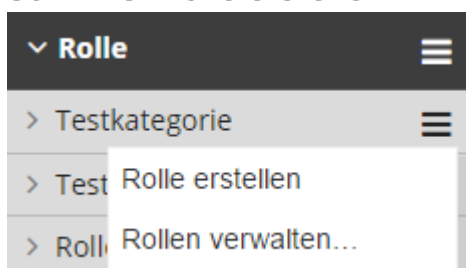 Rolle
Testkategorie
Test
Rolle erstellen
Roll
Rollen verwalten...